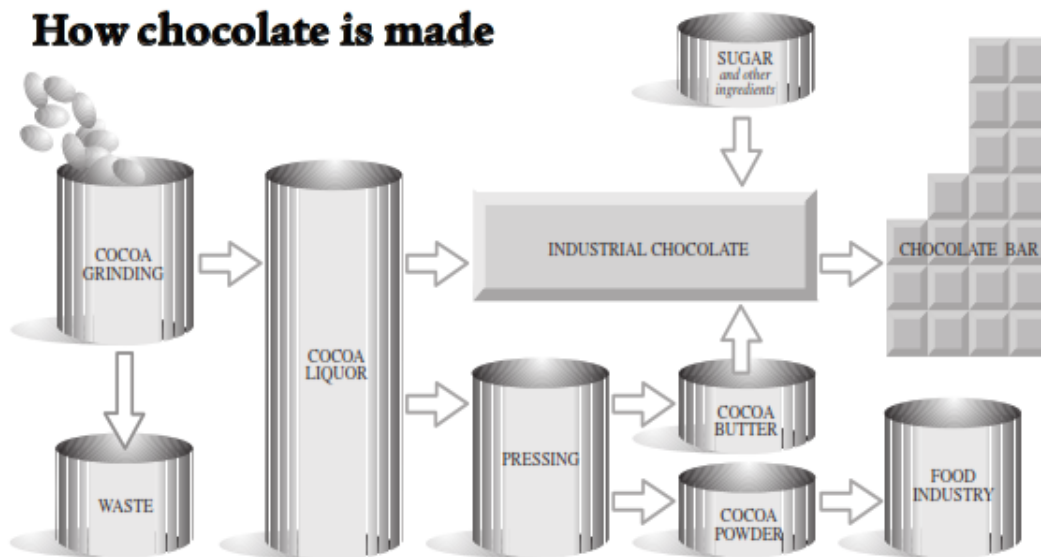 How chocolate is made
SUGAR
and other
ingredients
COCOA
GRINDING
INDUSTRIAL CHOCOLATE
CHOCOLATE BAR
COCOA
LIQUOR
COCOA
BUTTER
PRESSING
WASTE
COCOA
POWDER
FOOD
INDUSTRY